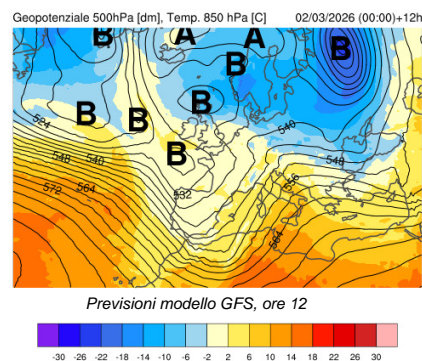 Geopotenziale 500hPa [dm], Temp. 850 hPa [C] 02/03/2026 (00:00)+12h
B A A B
B
B
B B
B
524
548 540
540
548
572 564
556
532
564
Previsioni modello GFS, ore 12
-30 -26 -22 -18 -14 -10 -6 -2 2 6 10 14 18 22 26 30